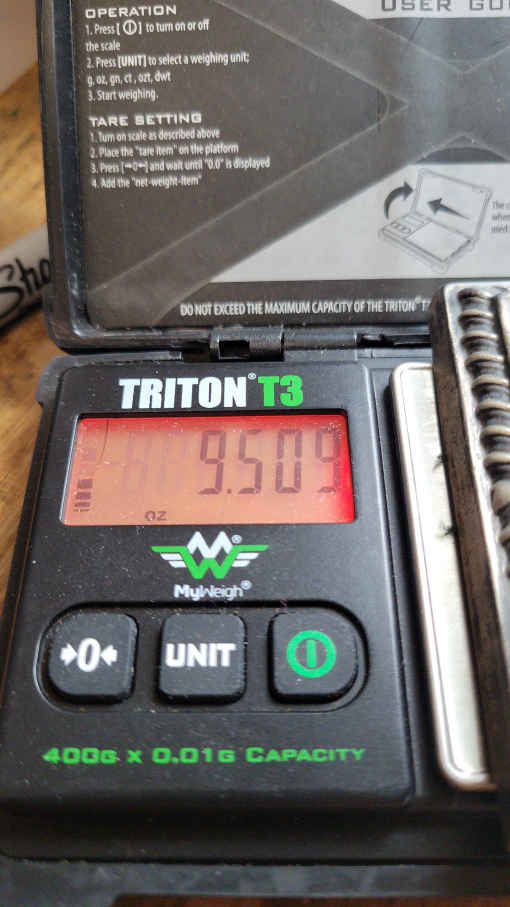 USER GU
OPERATION
1. Press [ ] to turn on or off
the scale
2. Press [UNIT] to select a weighing unit;
g, oz, gn, ct , ozt, dwt
3. Start weighing.
TARE SETTING
1. Turn on scale as described above
2. Place the "tare item" on the platform
3. Press [→0←] and wait until "0.0" is displayed
4. Add the "net-weight-item"
The c
when
used
Sha
DO NOT EXCEED THE MAXIMUM CAPACITY OF THE TRITON® T
TRITON® T3
9.509
OZ
MyWeigh®
→0←
UNIT
400G x 0.01G CAPACITY